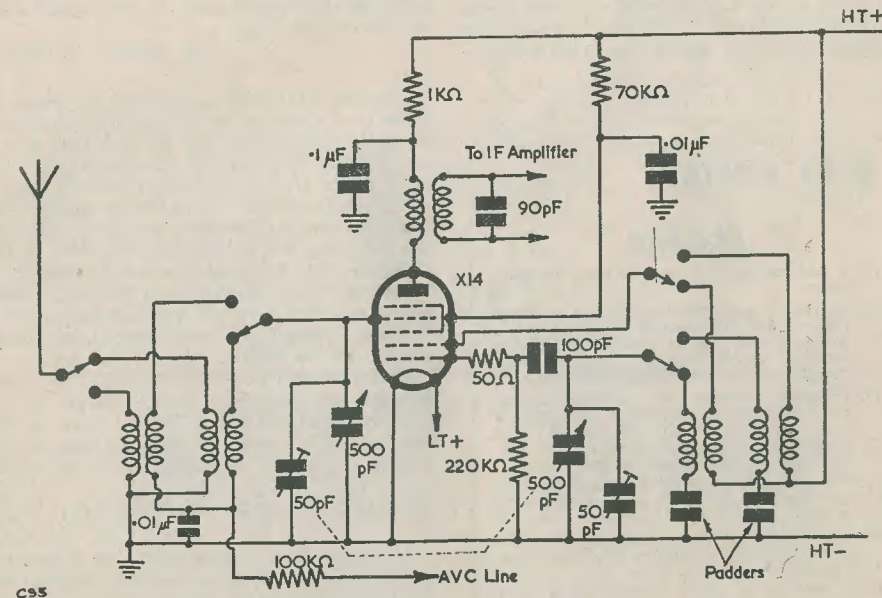 HT+
1KΩ
70KΩ
·1μF
To IF Amplifier
·01μF
90pF
X14
100pF
50Ω
LT+
500
pF
220KΩ
500
pF
50pF
50
pF
·01μF
HT-
100KΩ
AVC Line
Padders
C95